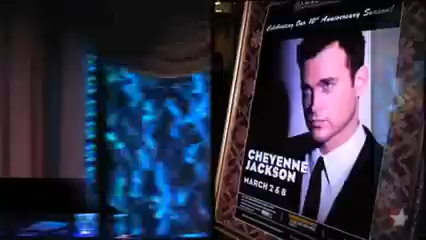 Celebrating Our 10th Anniversary Season!
CHEYENNE
JACKSON
MARCH 2 & 8